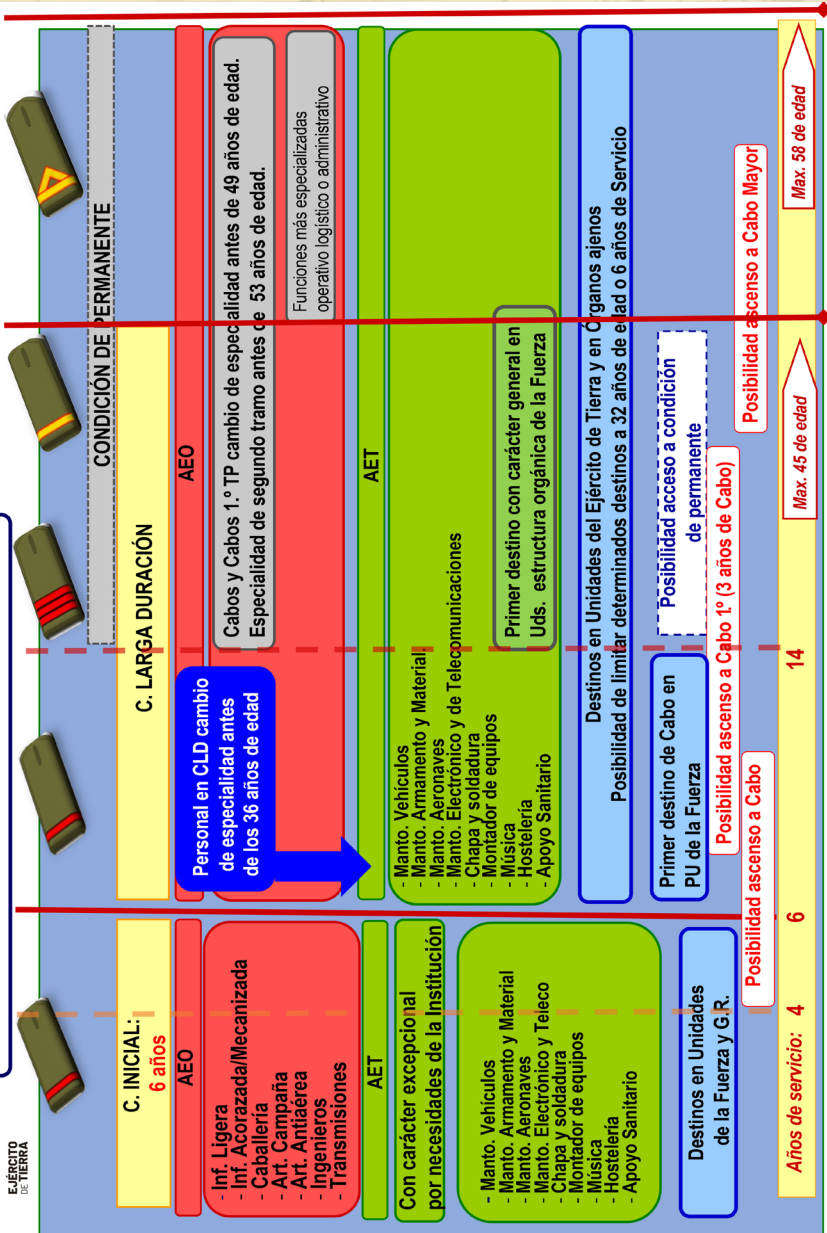 EJÉRCITO
DE TIERRA
C. INICIAL:
6 años
AEO
- Inf. Ligera
- Inf. Acorazada/Mecanizada
- Caballería
- Art. Campaña
- Art. Antiaérea
- Ingenieros
- Transmisiones
AET
Con carácter excepcional
por necesidades de la Institución
- Manto. Vehículos
- Manto. Armamento y Material
- Manto. Aeronaves
- Manto. Electrónico y Teleco
- Chapa y soldadura
- Montador de equipos
- Música
- Hostelería
- Apoyo Sanitario
Destinos en Unidades
de la Fuerza y G.R.
CONDICIÓN DE PERMANENTE
C. LARGA DURACIÓN
AEO
Personal en CLD cambio
de especialidad antes
de los 36 años de edad
Cabos y Cabos 1.º TP cambio de especialidad antes de 49 años de edad.
Especialidad de segundo tramo antes de 53 años de edad.
Funciones más especializadas
operativo logístico o administrativo
AET
- Manto. Vehículos
- Manto. Armamento y Material.
- Manto. Aeronaves
- Manto. Electrónico y de Telecomunicaciones
- Chapa y soldadura
- Montador de equipos
- Música
- Hostelería
- Apoyo Sanitario
Primer destino con carácter general en
Uds. estructura orgánica de la Fuerza
Destinos en Unidades del Ejército de Tierra y en Órganos ajenos
Posibilidad de limitar determinados destinos a 32 años de edad o 6 años de Servicio
Primer destino de Cabo en
PU de la Fuerza
Posibilidad acceso a condición
de permanente
Posibilidad ascenso a Cabo 1º (3 años de Cabo)
Posibilidad ascenso a Cabo
Posibilidad ascenso a Cabo Mayor
Años de servicio: 4 6 14
Max. 45 de edad
Max. 58 de edad